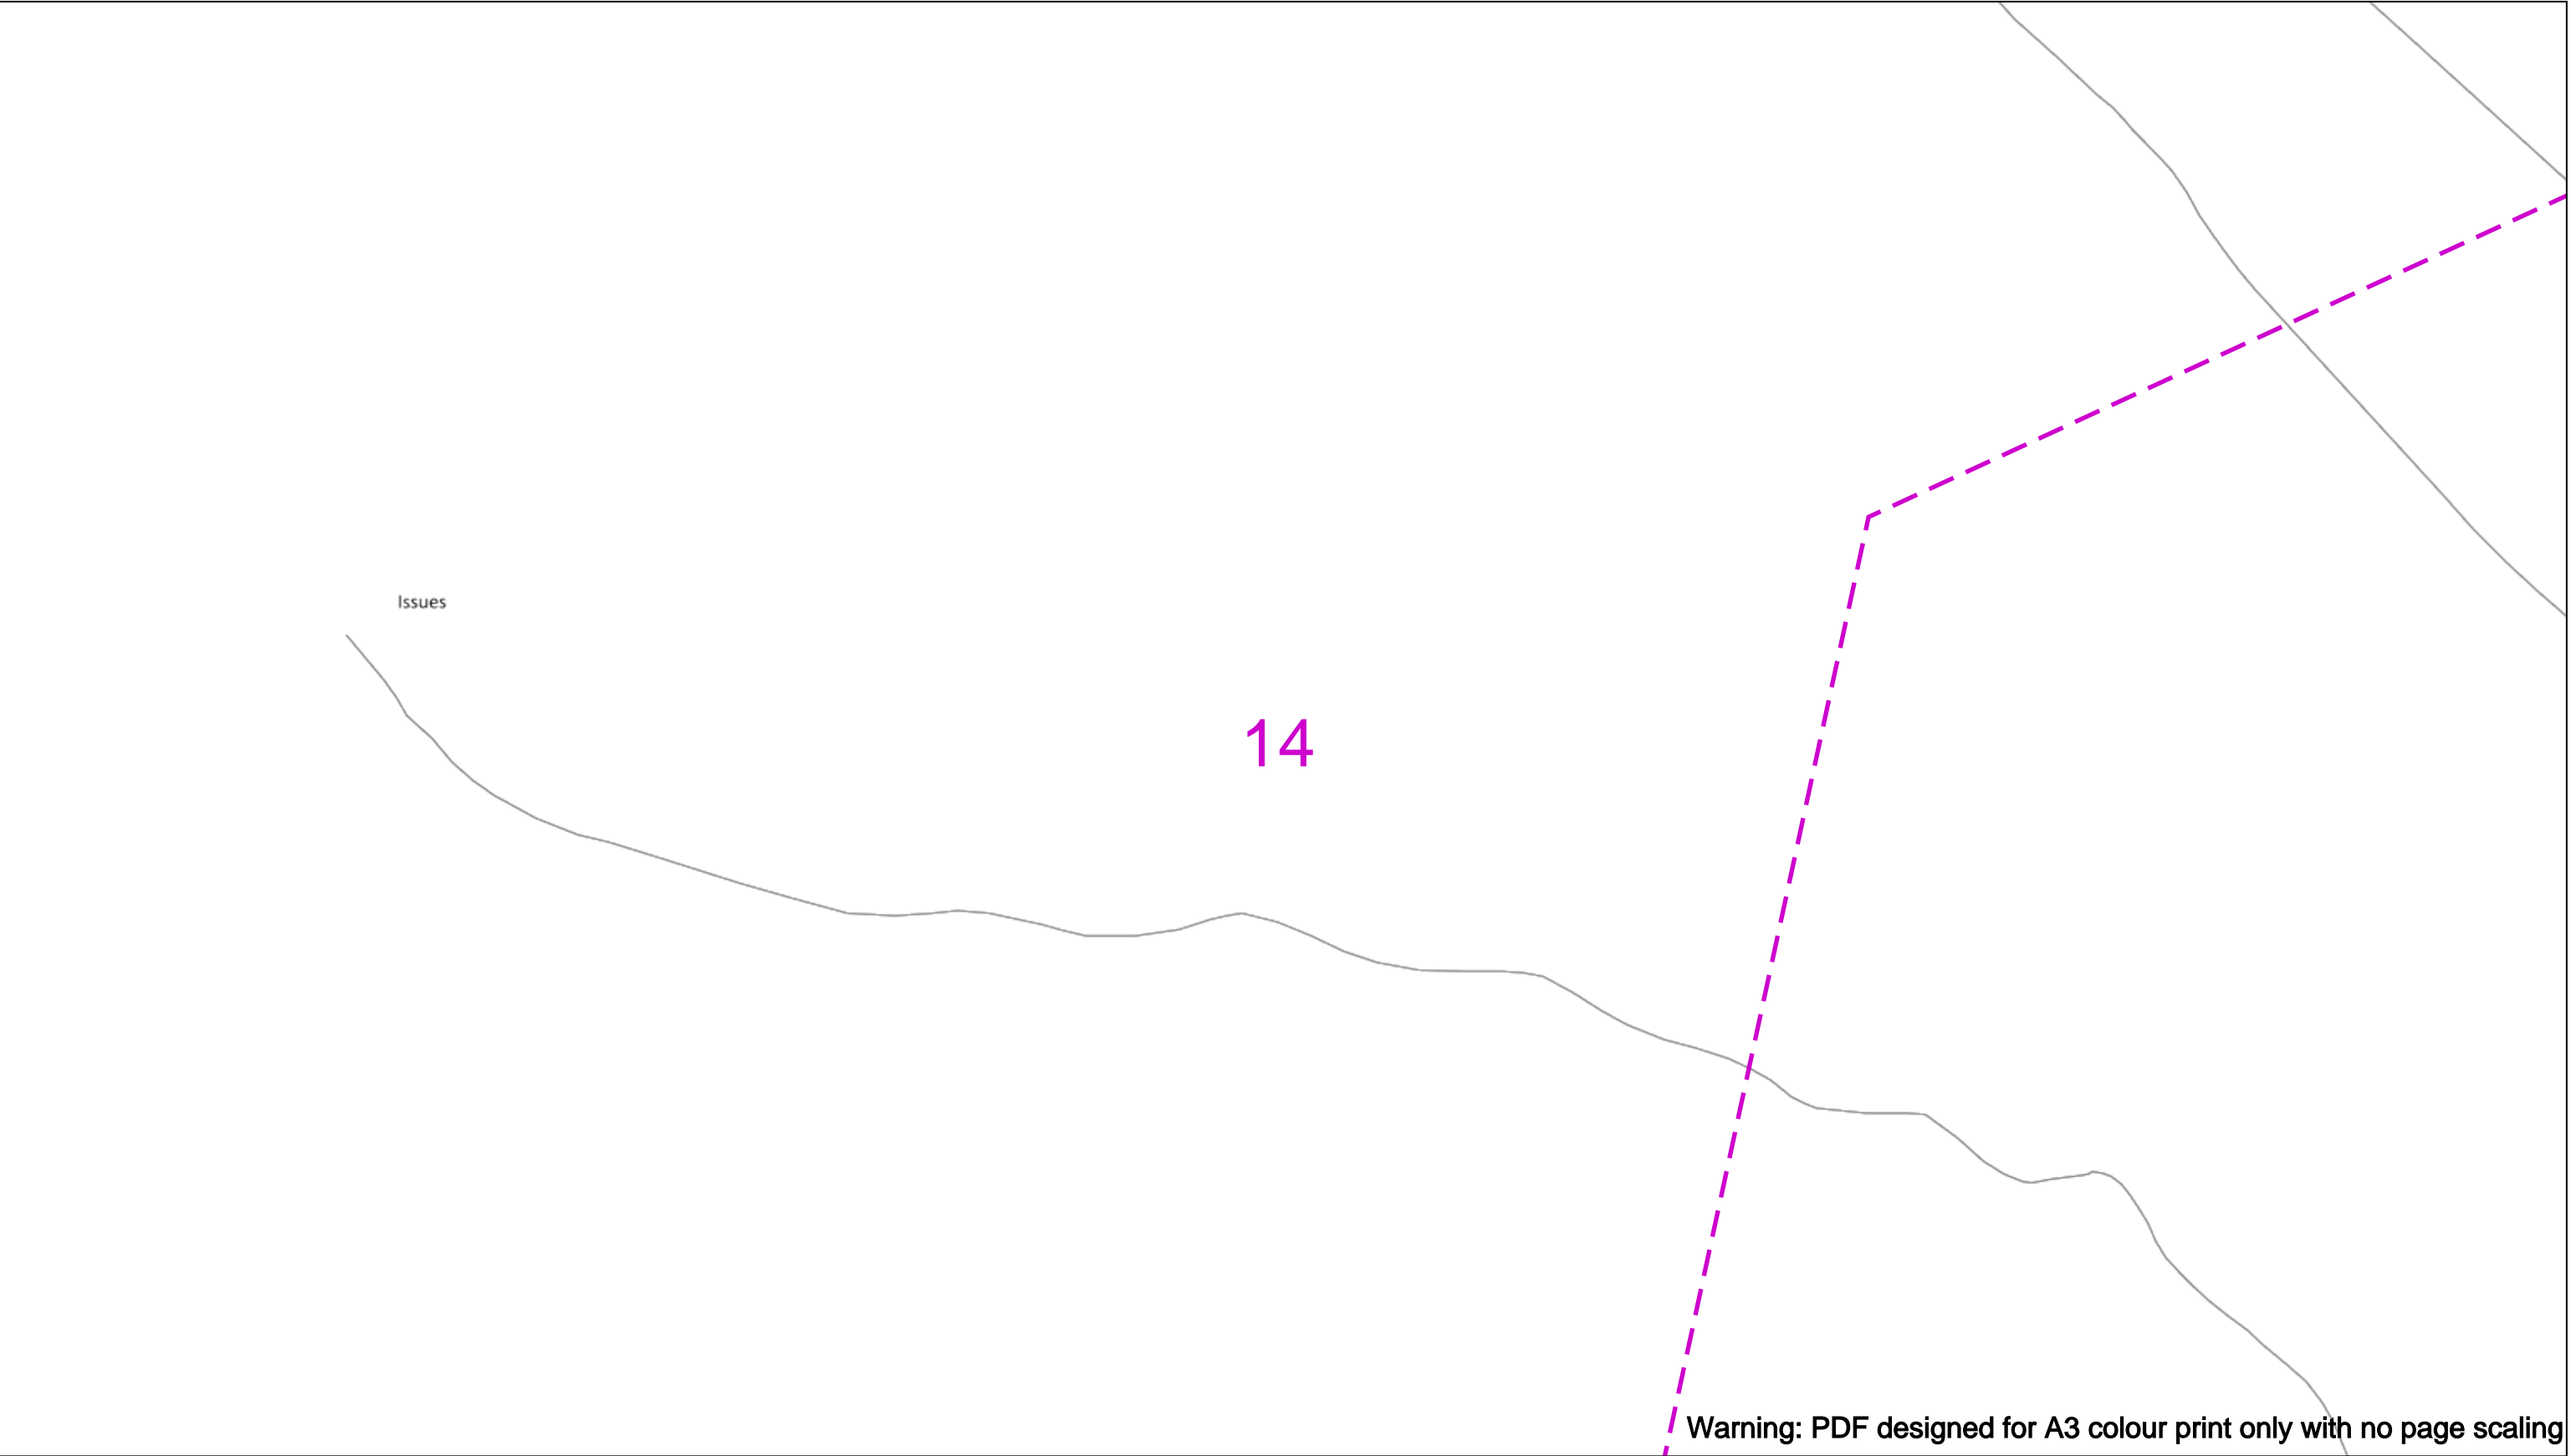 Issues
14
Warning: PDF designed for A3 colour print only with no page scaling